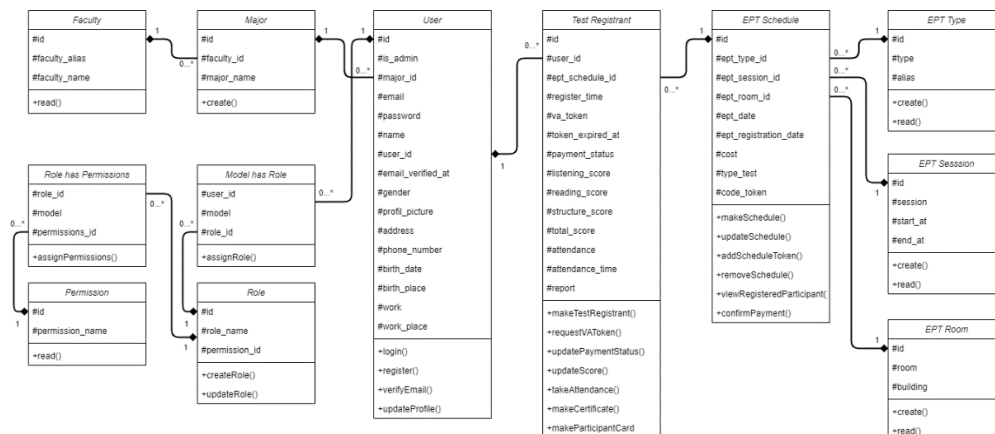 Faculty
#id
#faculty_alias
#faculty_name
+read()
1
0...*
Major
#id
#faculty_id
#major_name
+create()
1
0...*
User
#id
#is_admin
#major_id
#email
#password
#name
#user_id
#email_verified_at
#gender
#profil_picture
#address
#phone_number
#birth_date
#birth_place
#work
#work_place
+login()
+register()
+verifyEmail()
+updateProfile()
1
1
0...*
Test Registrant
#id
#user_id
#ept_schedule_id
#register_time
#va_token
#token_expired_at
#payment_status
#listening_score
#reading_score
#structure_score
#total_score
#attendance
#attendance_time
#report
+makeTestRegistrant()
+requestVAToken()
+updatePaymentStatus()
+updateScore()
+takeAttendance()
+makeCertificate()
+makeParticipantCard
1
0...*
EPT Schedule
#id
#ept_type_id
#ept_session_id
#ept_room_id
#ept_date
#ept_registration_date
#cost
#type_test
#code_token
+makeSchedule()
+updateSchedule()
+addScheduleToken()
+removeSchedule()
+viewRegisteredParticipant(
+confirmPayment()
0...*
0...*
0...*
1
EPT Type
#id
#type
#alias
+create()
+read()
1
EPT Sesssion
#id
#session
#start_at
#end_at
+create()
+read()
1
EPT Room
#id
#room
#building
+create()
+read()
Role has Permissions
#role_id
#model
#permissions_id
+assignPermissions()
0...*
0...*
Model has Role
#user_id
#model
#role_id
+assignRole()
0...*
0...*
1
Permission
#id
#permission_name
+read()
1
1
Role
#id
#role_name
#permission_id
+createRole()
+updateRole()